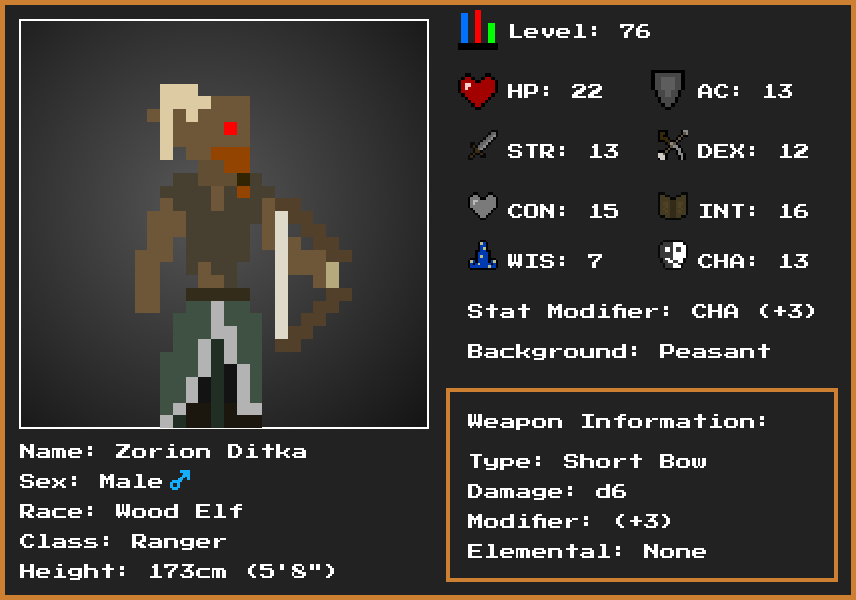 Level: 76
HP: 22
AC: 13
STR: 13
DEX: 12
CON: 15
INT: 16
WIS: 7
CHA: 13
Stat Modifier: CHA (+3)
Background: Peasant
Weapon Information:
Type: Short Bow
Damage: d6
Modifier: (+3)
Elemental: None
Name: Zorion Ditka
Sex: Male♂
Race: Wood Elf
Class: Ranger
Height: 173cm (5'8")